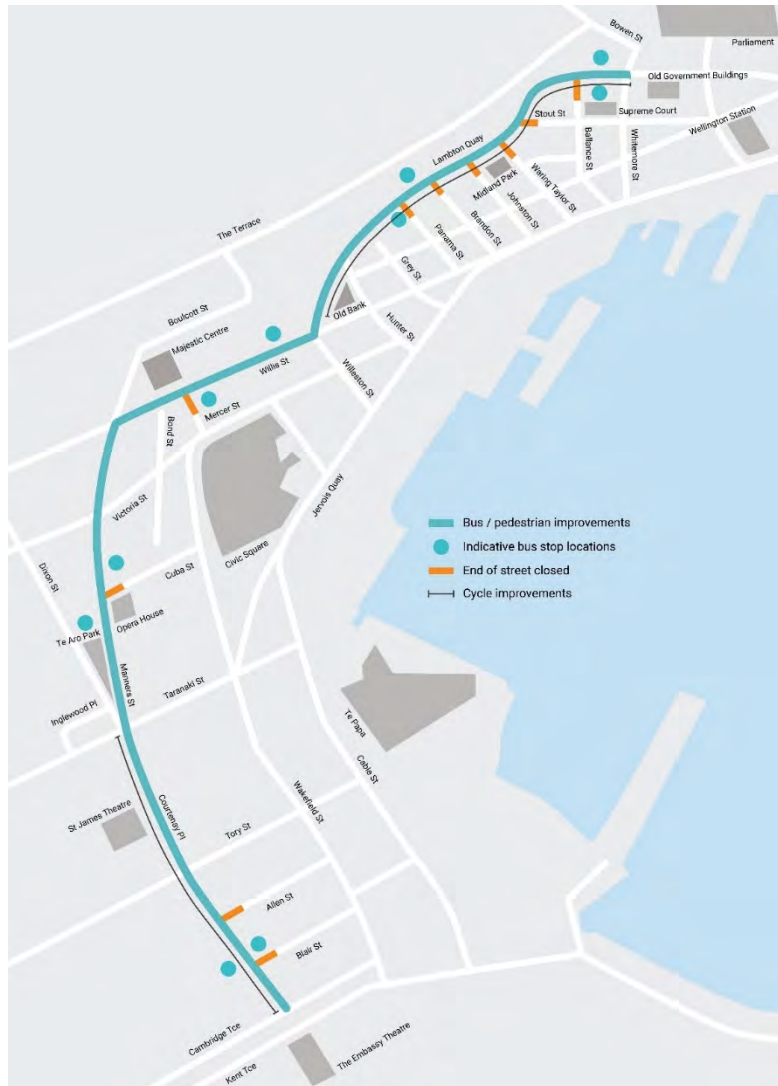 Bowen St
Parliament
Old Government Buildings
Supreme Court
Wellington Station
Stout St
Ballance St
Whitemore St
Lambton Quay
Midland Park
Waring Taylor St
Johnston St
Brandon St
Panama St
The Terrace
Grey St
Old Bank
Hunter St
Boulcott St
Majestic Centre
Willis St
Willeston St
Mercer St
Bond St
Jervois Quay
Victoria St
Civic Square
Bus / pedestrian improvements
Indicative bus stop locations
End of street closed
Cycle improvements
Dixon St
Cuba St
Opera House
Te Aro Park
Manners St
Taranaki St
Inglewood Pl
Te Papa
Cable St
Wakefield St
St James Theatre
Courtenay Pl
Tory St
Allen St
Blair St
Cambridge Tce
Kent Tce
The Embassy Theatre